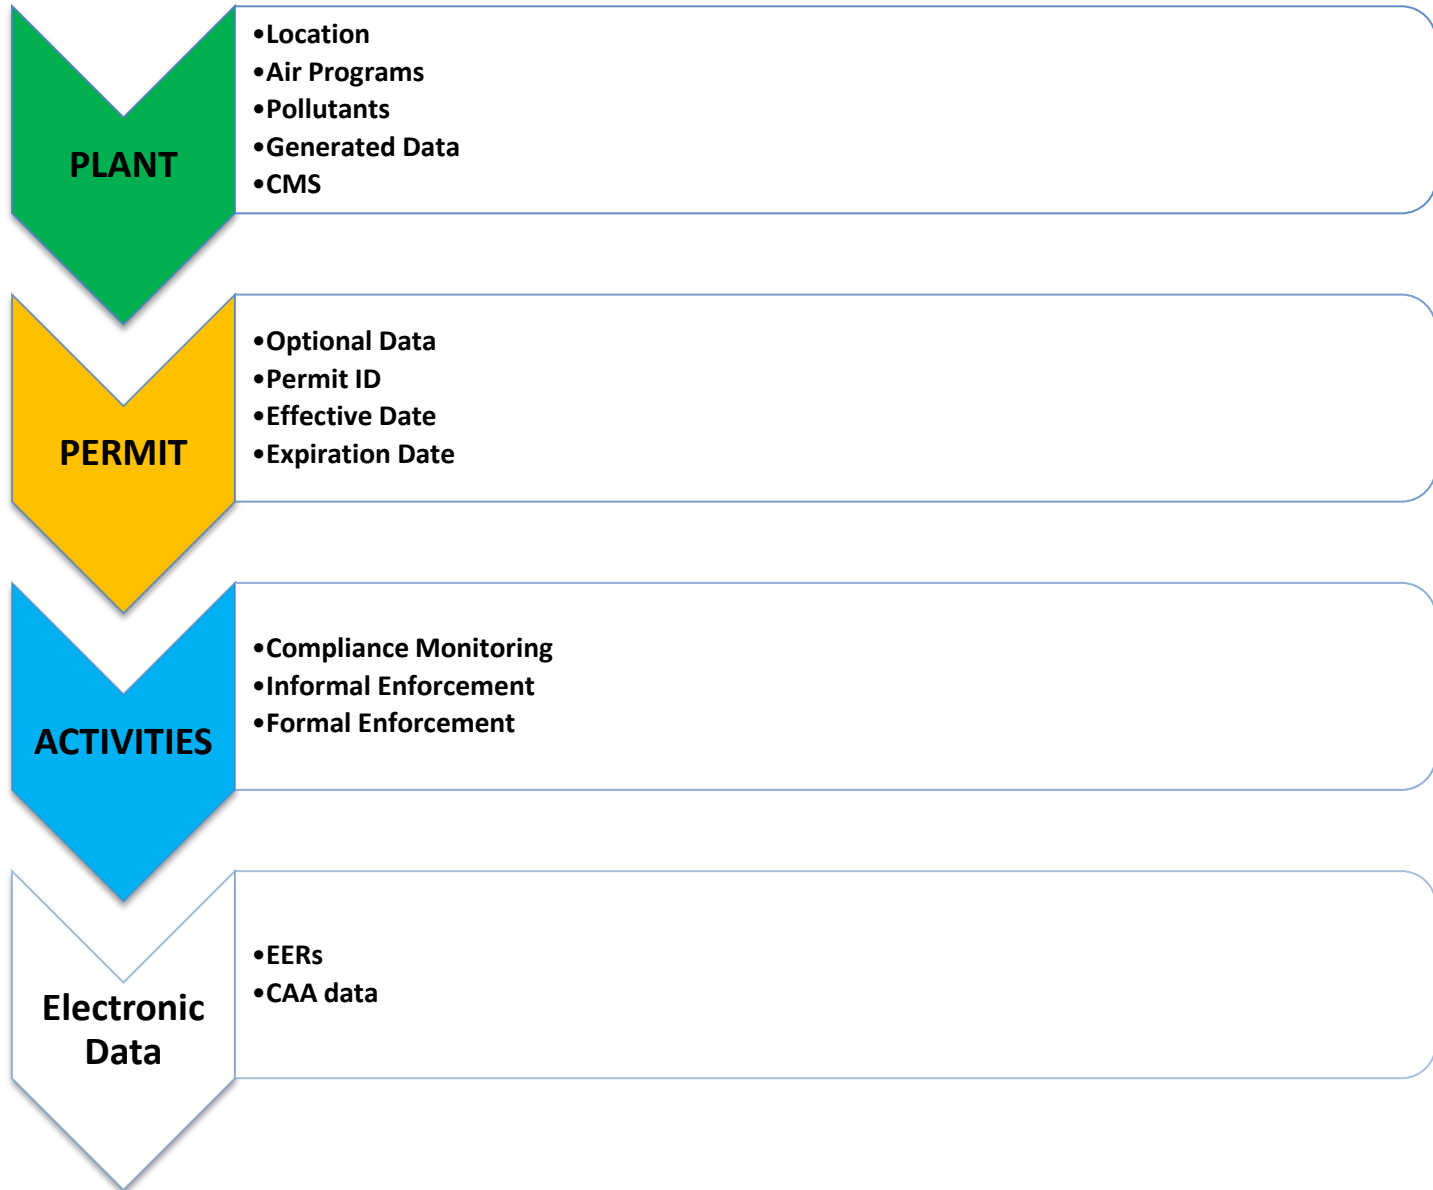 PLANT
•Location
•Air Programs
•Pollutants
•Generated Data
•CMS
PERMIT
•Optional Data
•Permit ID
•Effective Date
•Expiration Date
ACTIVITIES
•Compliance Monitoring
•Informal Enforcement
•Formal Enforcement
Electronic
Data
•EERs
•CAA data